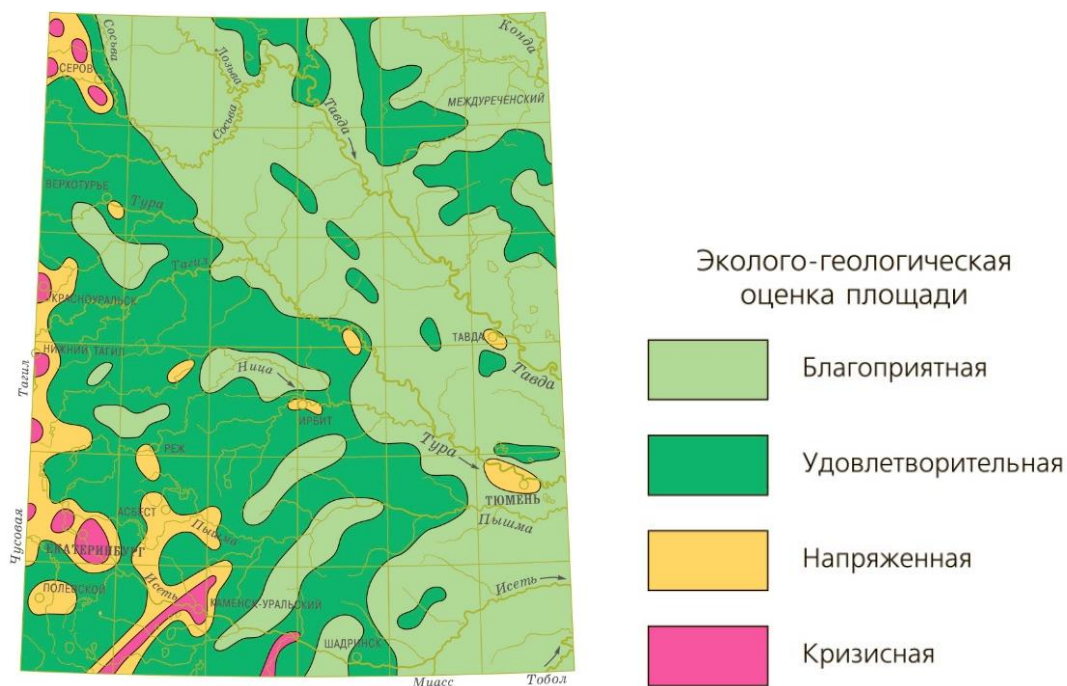 Сосьва
СЕРОВ
Лозьва
Сосьва
Конда
МЕЖДУРЕЧЕНСКИЙ
Тавда
ВЕРХОТУРЬЕ
Тура
Тагил
КРАСНОУРАЛЬСК
НИЖНИЙ ТАГИЛ
Тагил
Ница
ИРБИТ
ТАВДА
Тавда
РЕЖ
Тура
ТЮМЕНЬ
АСБЕСТ
Пышма
Пышма
Чусовая
ЕКАТЕРИНБУРГ
ПОЛЕВСКОЙ
Исеть
КАМЕНСК-УРАЛЬСКИЙ
Исеть
ШАДРИНСК
Миасс
Тобол
Эколого-геологическая
оценка площади
Благоприятная
Удовлетворительная
Напряженная
Кризисная